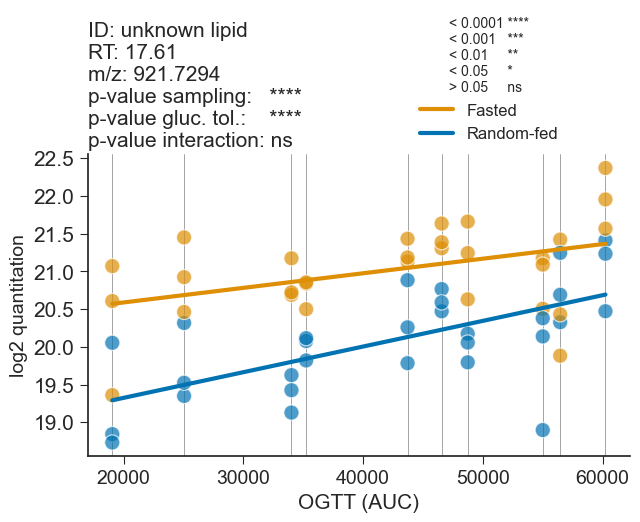 ID: unknown lipid
RT: 17.61
m/z: 921.7294
p-value sampling: ****
p-value gluc. tol.: ****
p-value interaction: ns
< 0.0001 ****
< 0.001 ***
< 0.01 **
< 0.05 *
> 0.05 ns
Fasted
Random-fed
22.5
22.0
21.5
21.0
20.5
20.0
19.5
19.0
log2 quantitation
20000 30000 40000 50000 60000
OGTT (AUC)